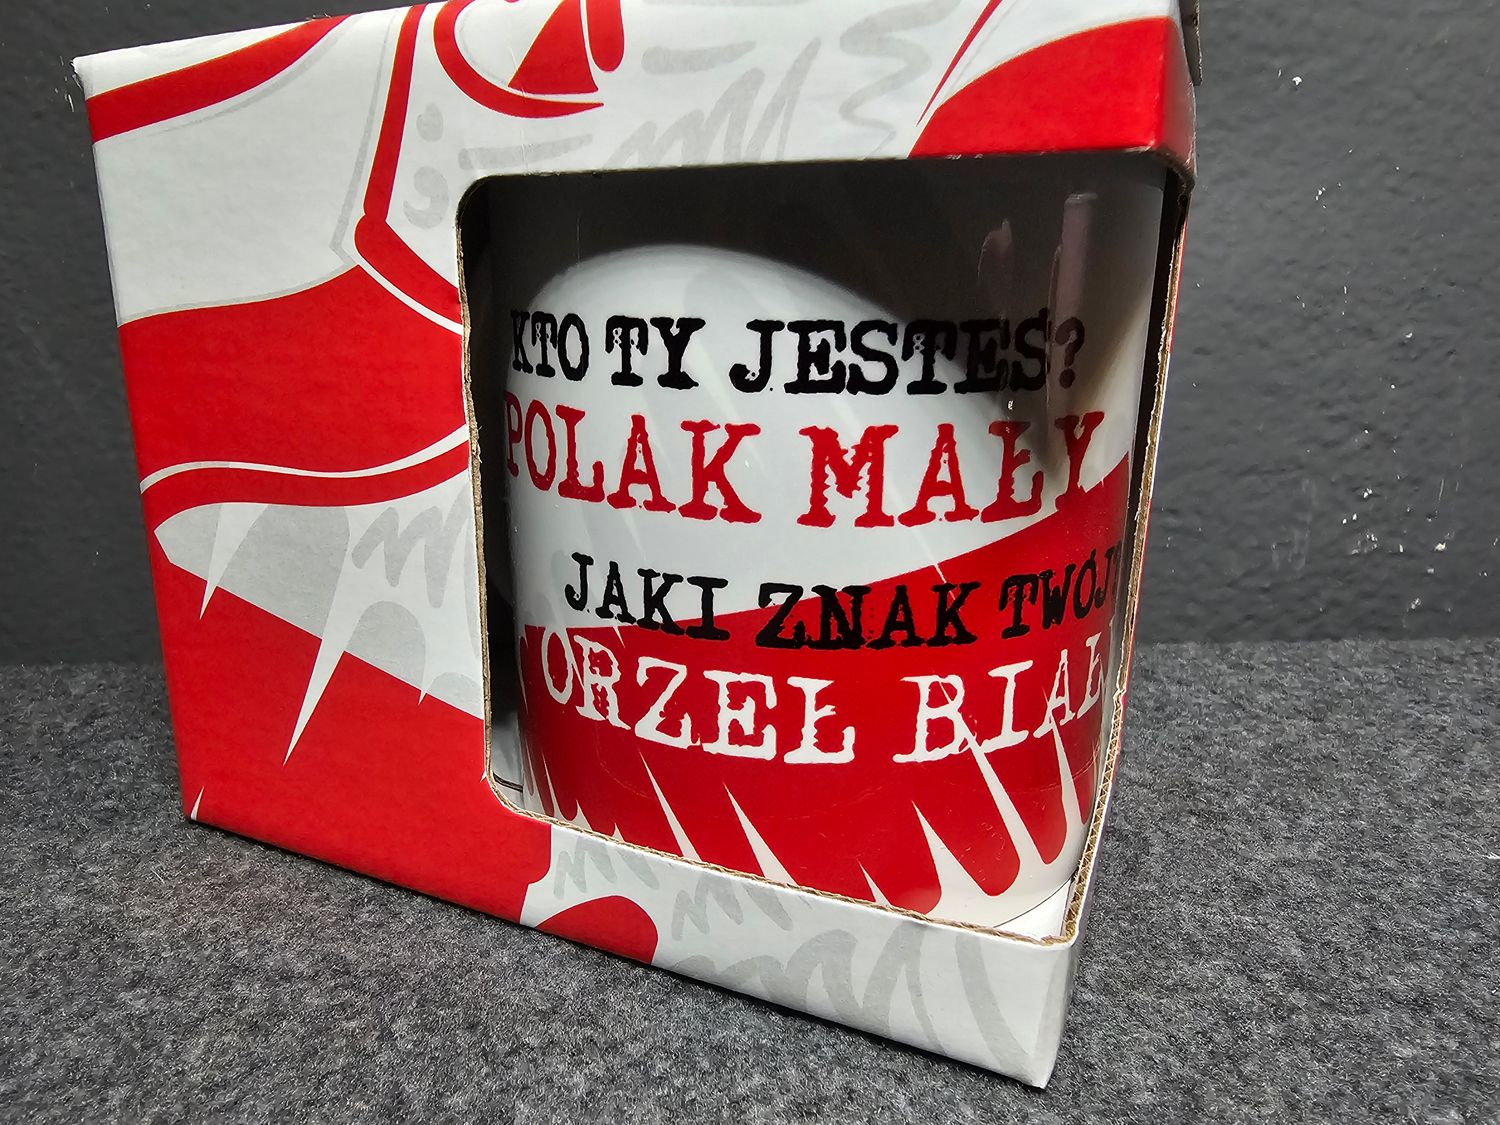 KTO TY JESTEŚ?
POLAK MAŁY
JAKI ZNAK TWÓJ
ORZEŁ BIAŁ